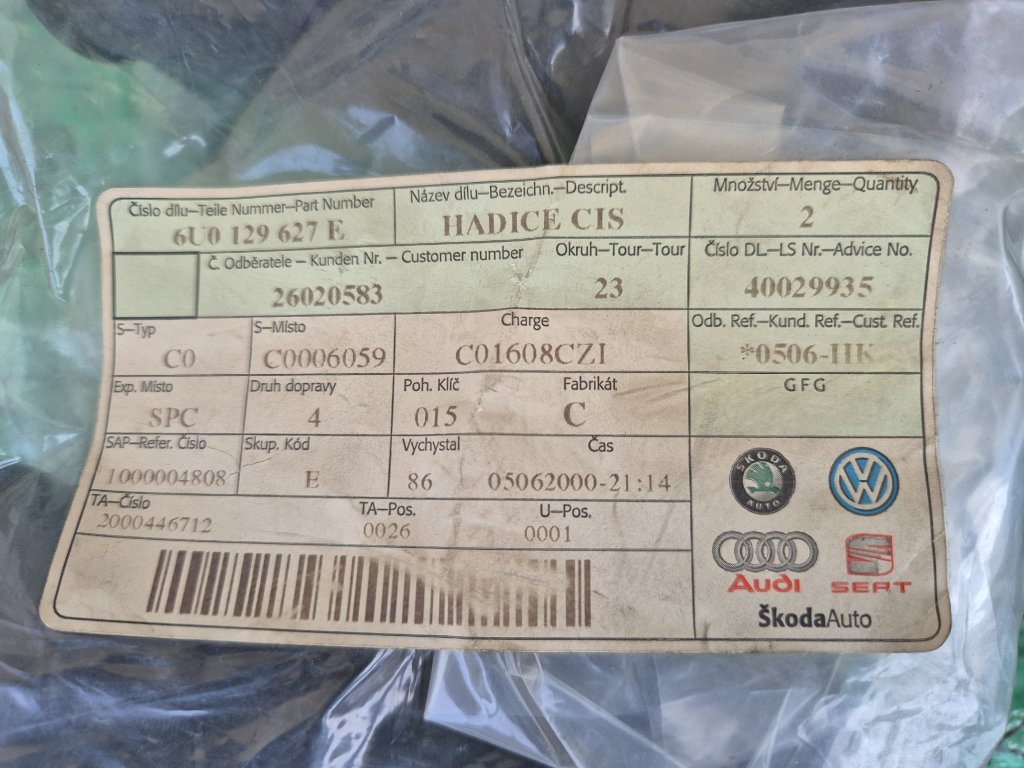 Číslo dílu–Teile Nummer–Part Number
6U0 129 627 E
Název dílu–Bezeichn.–Descript.
HADICE CIS
Množství–Menge–Quantity
2
Č. Odběratele – Kunden Nr. – Customer number
26020583
Okruh–Tour–Tour
23
Číslo DL–LS Nr.–Advice No.
40029935
S–Typ
C0
S–Místo
C0006059
Charge
C01608CZI
Odb. Ref.–Kund. Ref.–Cust. Ref.
*0506-HK
Exp. Místo
SPC
Druh dopravy
4
Poh. Klíč
015
Fabrikát
C
GFG
SAP–Refer. Číslo
1000004808
Skup. Kód
E
Vychystal
86
Čas
05062000-21:14
TA–Číslo
2000446712
TA–Pos.
0026
U–Pos.
0001
ŠKODA
AUTO
Audi
SEAT
ŠkodaAuto